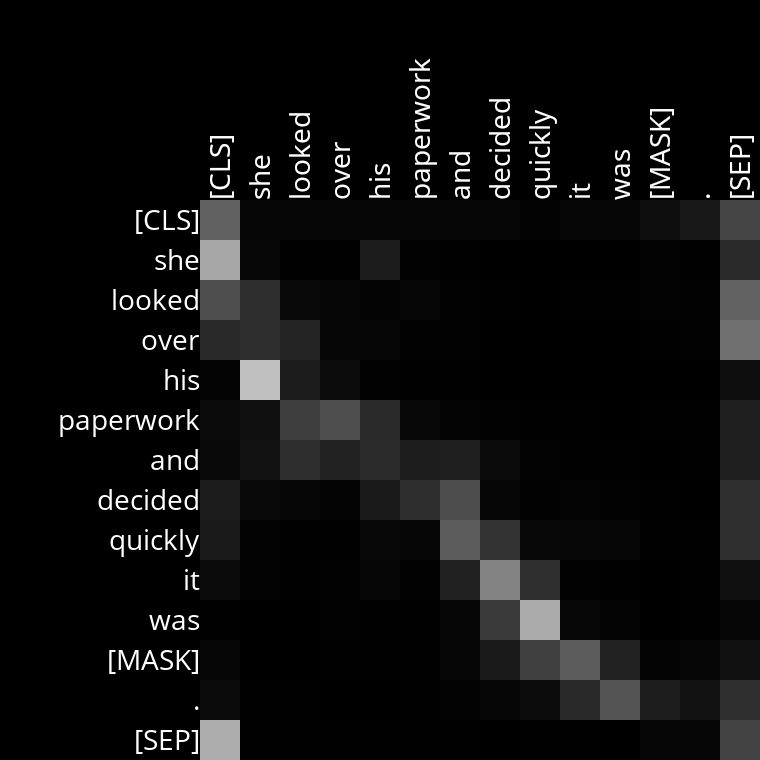 [CLS]
she
looked
over
his
paperwork
and
decided
quickly
it
was
[MASK]
.
[SEP]
[CLS]
she
looked
over
his
paperwork
and
decided
quickly
it
was
[MASK]
.
[SEP]